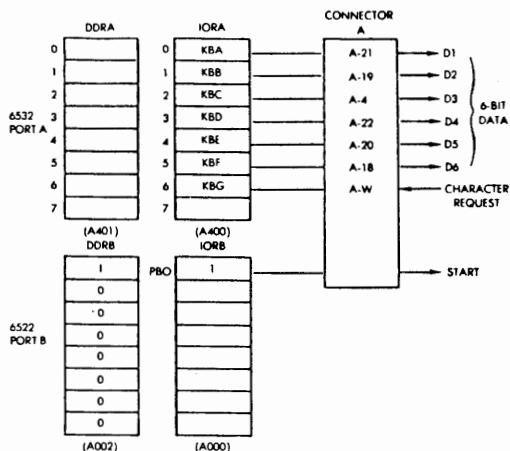 CONNECTOR
DDRA IORA A
0 0 KBA A-21 D1
1 1 KBB A-19 D2
2 2 KBC A-4 D3
6532 PORT A 3 3 KBD A-22 D4 6-BIT DATA
4 4 KBE A-20 D5
5 5 KBF A-18 D6
6 6 KBG A-W CHARACTER REQUEST
7 7
(A401) (A400)
DDRB IORB
1 PBO 1 START
0
0
6522 PORT B 0
0
0
0
0
(A002) (A000)